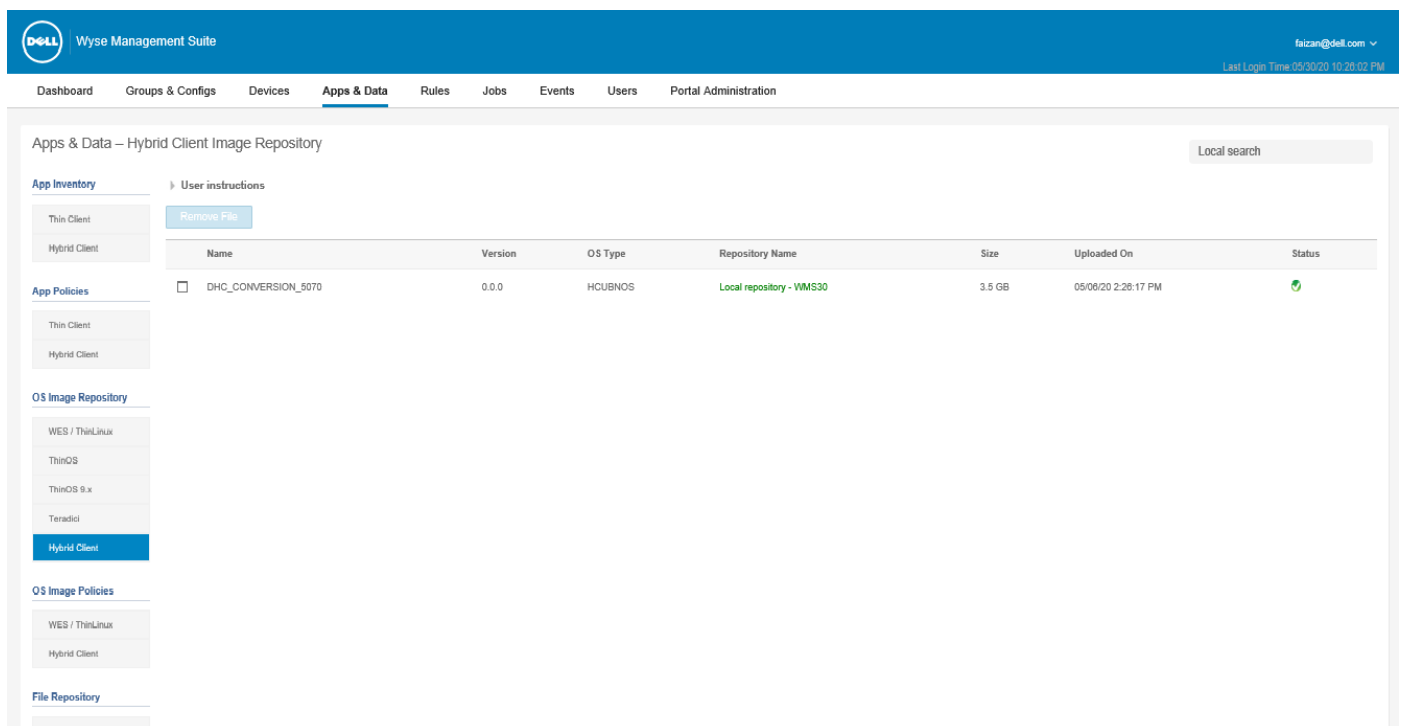 DELL Wyse Management Suite
faizan@dell.com
Last Login Time:05/30/20 10:26:02 PM
Dashboard Groups & Configs Devices Apps & Data Rules Jobs Events Users Portal Administration
Apps & Data – Hybrid Client Image Repository
Local search
App Inventory
Thin Client
Hybrid Client
App Policies
Thin Client
Hybrid Client
OS Image Repository
WES / ThinLinux
ThinOS
ThinOS 9.x
Teradici
Hybrid Client
OS Image Policies
WES / ThinLinux
Hybrid Client
File Repository
User instructions
Remove File
Name Version OS Type Repository Name Size Uploaded On Status
DHC_CONVERSION_5070 0.0.0 HCUBNOS Local repository - WMS30 3.5 GB 05/06/20 2:26:17 PM